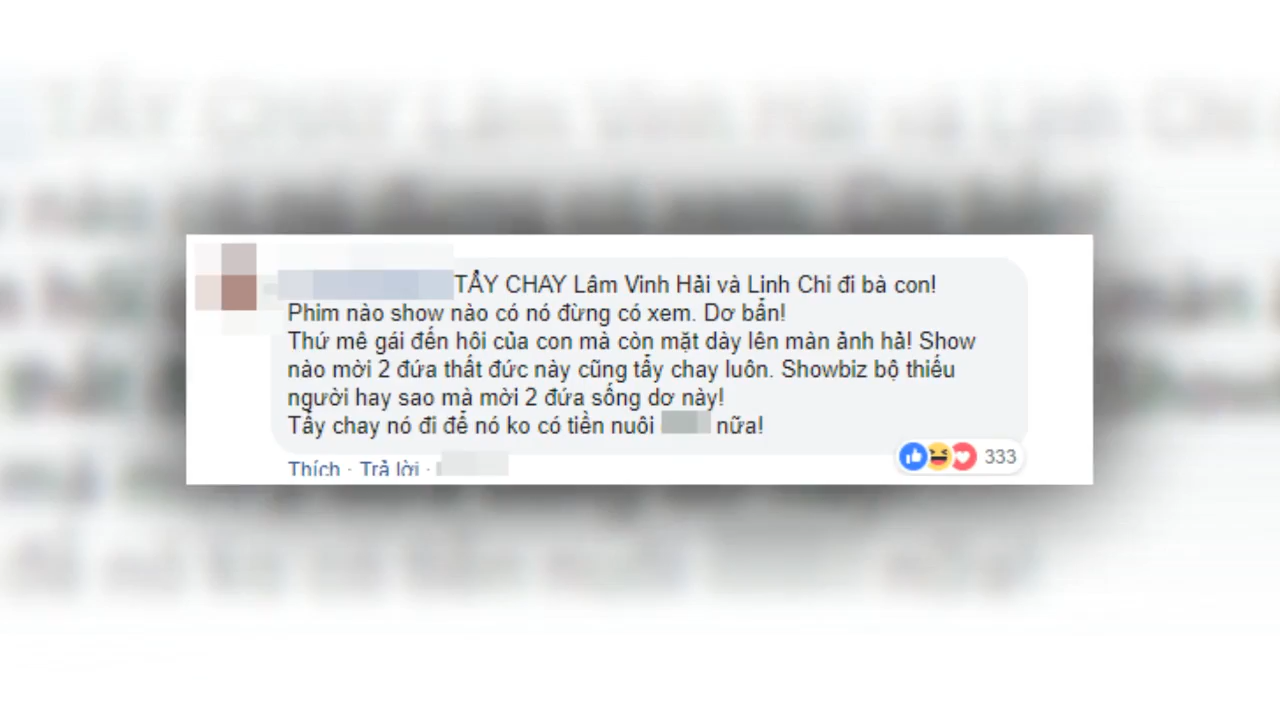 TẨY CHAY Lâm Vinh Hải và Linh Chi đi bà con!
Phim nào show nào có nó đừng có xem. Dơ bẩn!
Thứ mê gái đến hôi của con mà còn mặt dày lên màn ảnh hả! Show
nào mời 2 đứa thất đức này cũng tẩy chay luôn. Showbiz bộ thiếu
người hay sao mà mời 2 đứa sống dơ này!
Tẩy chay nó đi để nó ko có tiền nuôi nữa!
Thích · Trả lời ·
333